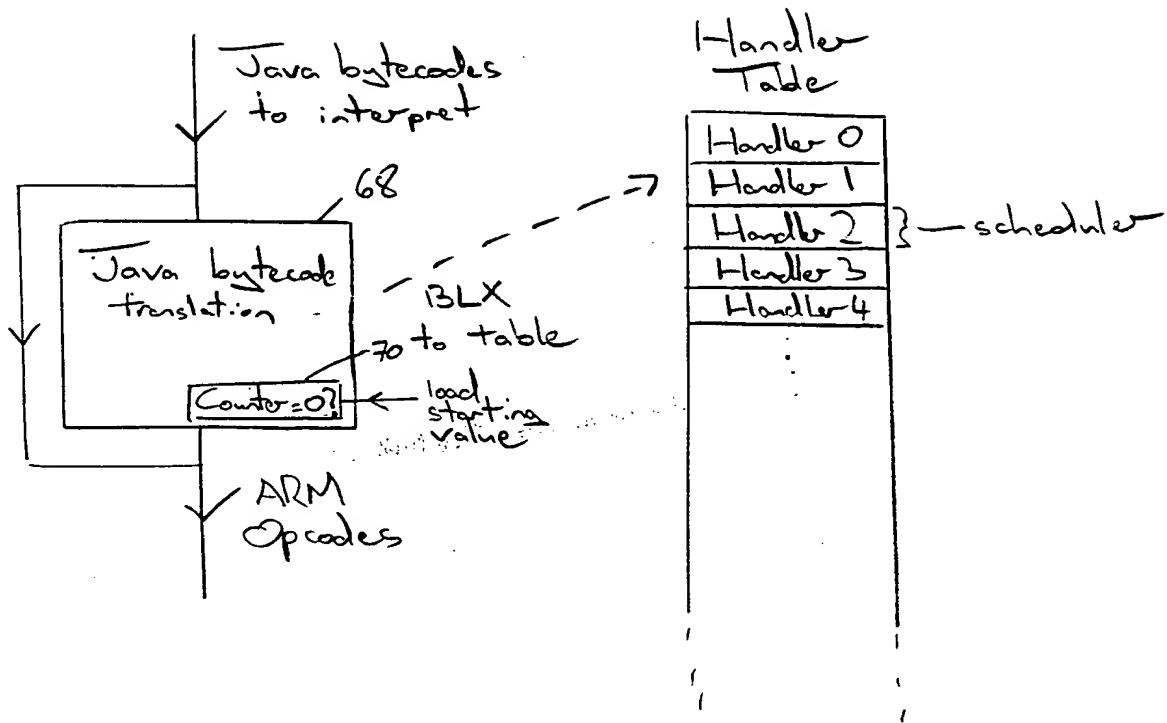 Java bytecodes
to interpret
68
Java bytecode
translation
BLX
to table
70
Counter=0?
load
starting
value
ARM
Opcodes
Handler
Table
Handler 0
Handler 1
Handler 2
scheduler
Handler 3
Handler 4